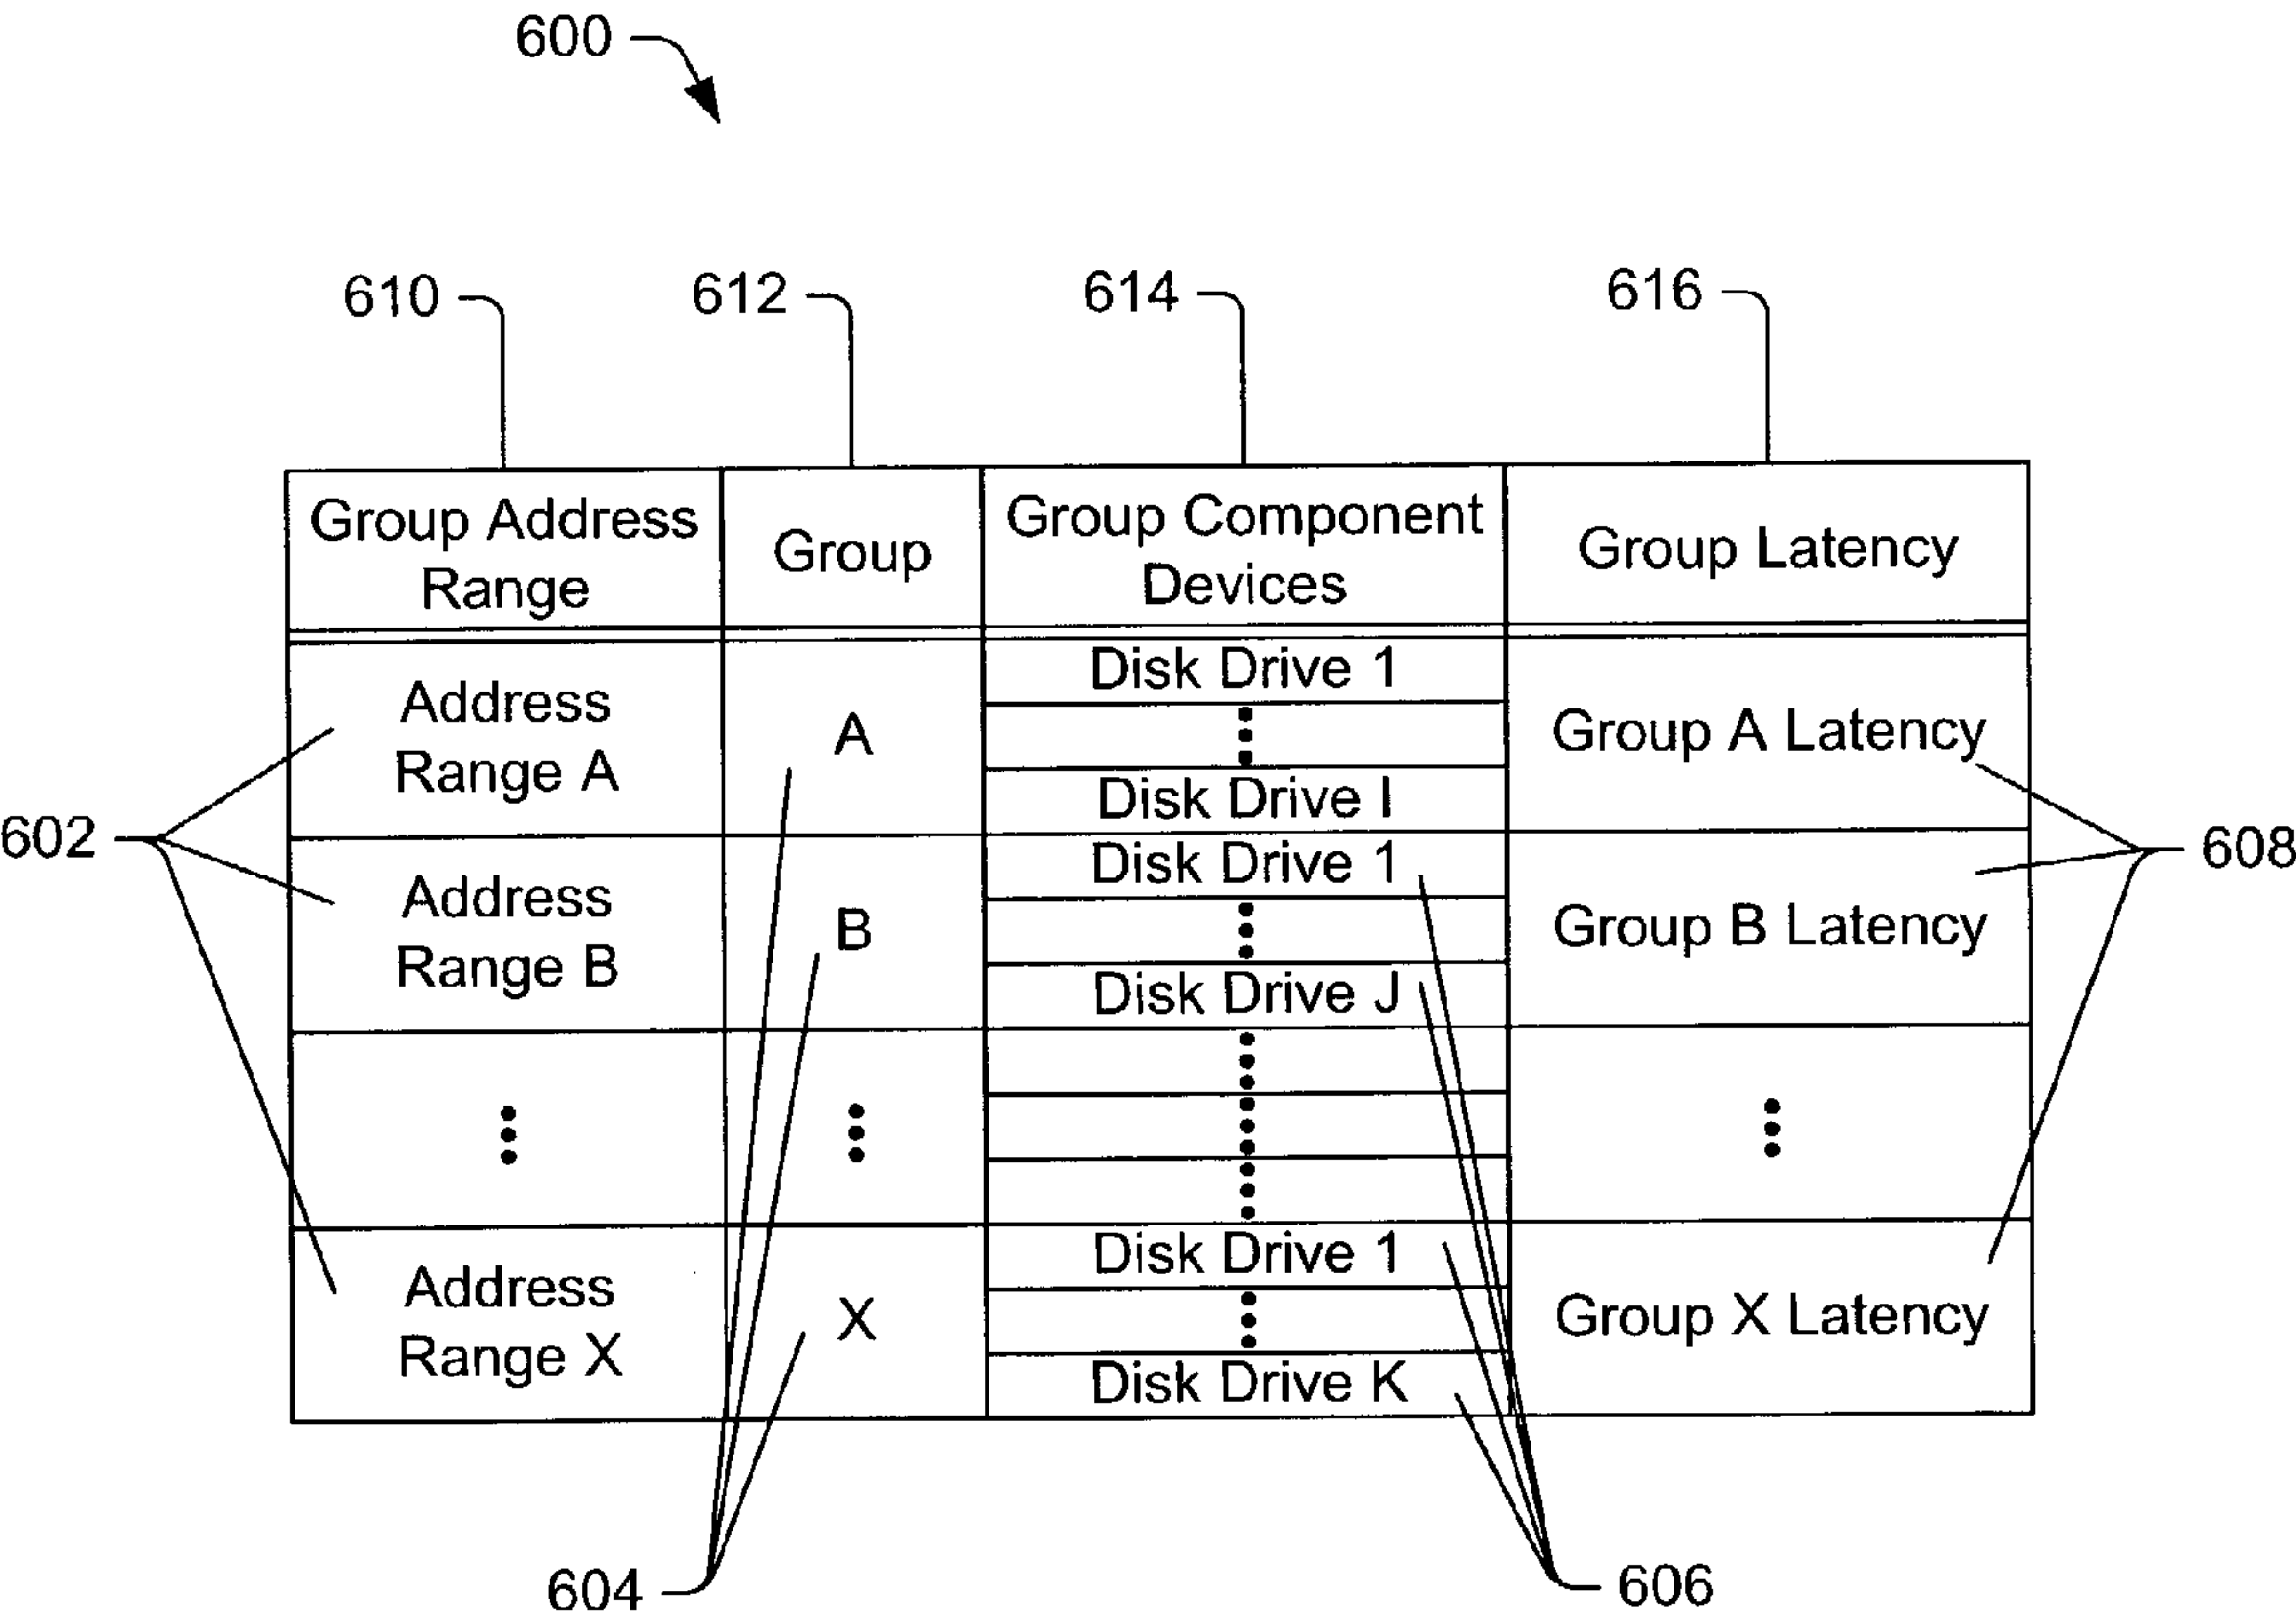 600
610
612
614
616
Group Address
Range
Group
Group Component
Devices
Group Latency
Address
Range A
A
Disk Drive 1
Disk Drive I
Group A Latency
602
608
Address
Range B
B
Disk Drive 1
Disk Drive J
Group B Latency
Address
Range X
X
Disk Drive 1
Disk Drive K
Group X Latency
604
606